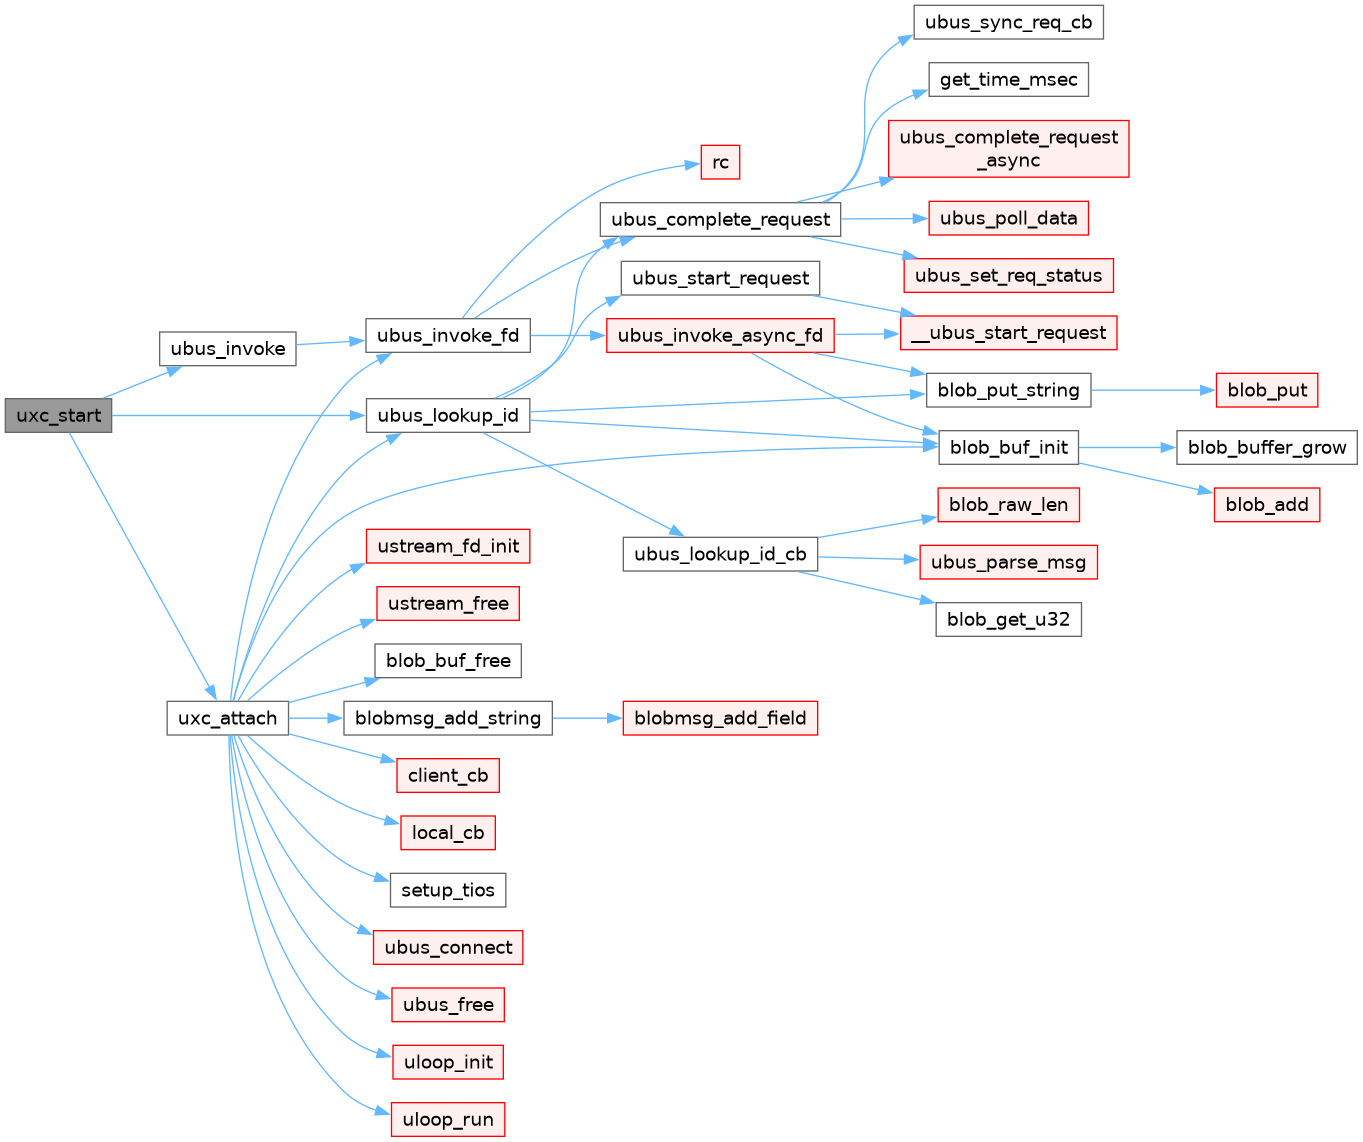 ubus_sync_req_cb
get_time_msec
ubus_complete_request
_async
rc
ubus_complete_request
ubus_poll_data
ubus_set_req_status
ubus_start_request
ubus_invoke
ubus_invoke_fd
ubus_invoke_async_fd
__ubus_start_request
blob_put_string
blob_put
uxc_start
ubus_lookup_id
blob_buf_init
blob_buffer_grow
blob_raw_len
blob_add
ustream_fd_init
ubus_lookup_id_cb
ubus_parse_msg
ustream_free
blob_get_u32
blob_buf_free
uxc_attach
blobmsg_add_string
blobmsg_add_field
client_cb
local_cb
setup_tios
ubus_connect
ubus_free
uloop_init
uloop_run